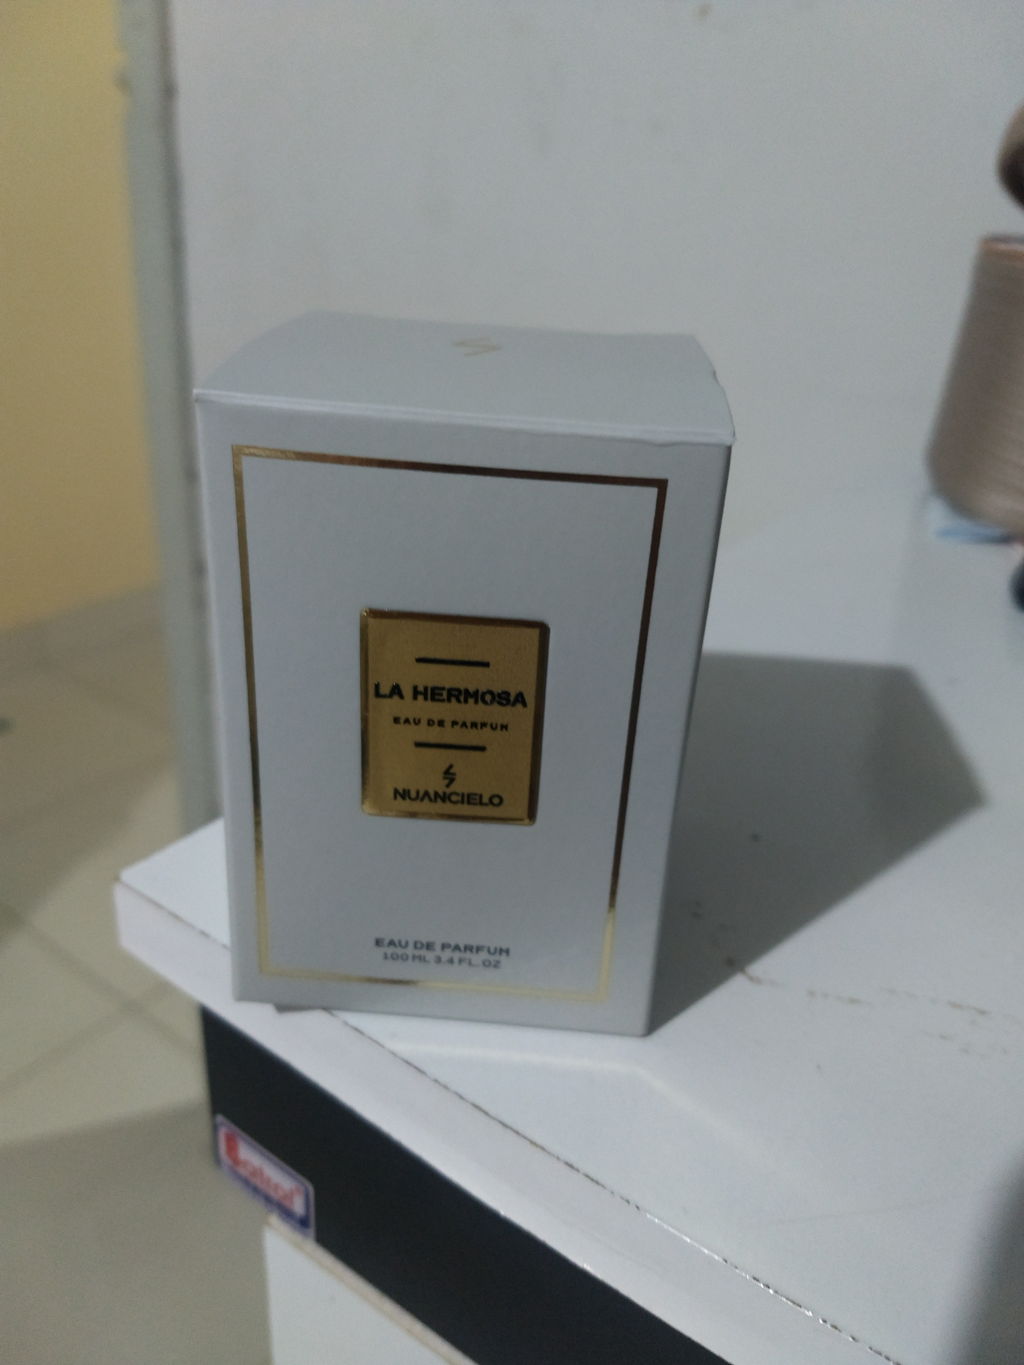 LA HERMOSA
EAU DE PARFUM
NUANCIELO
EAU DE PARFUM
100 ML 3.4 FL. OZ